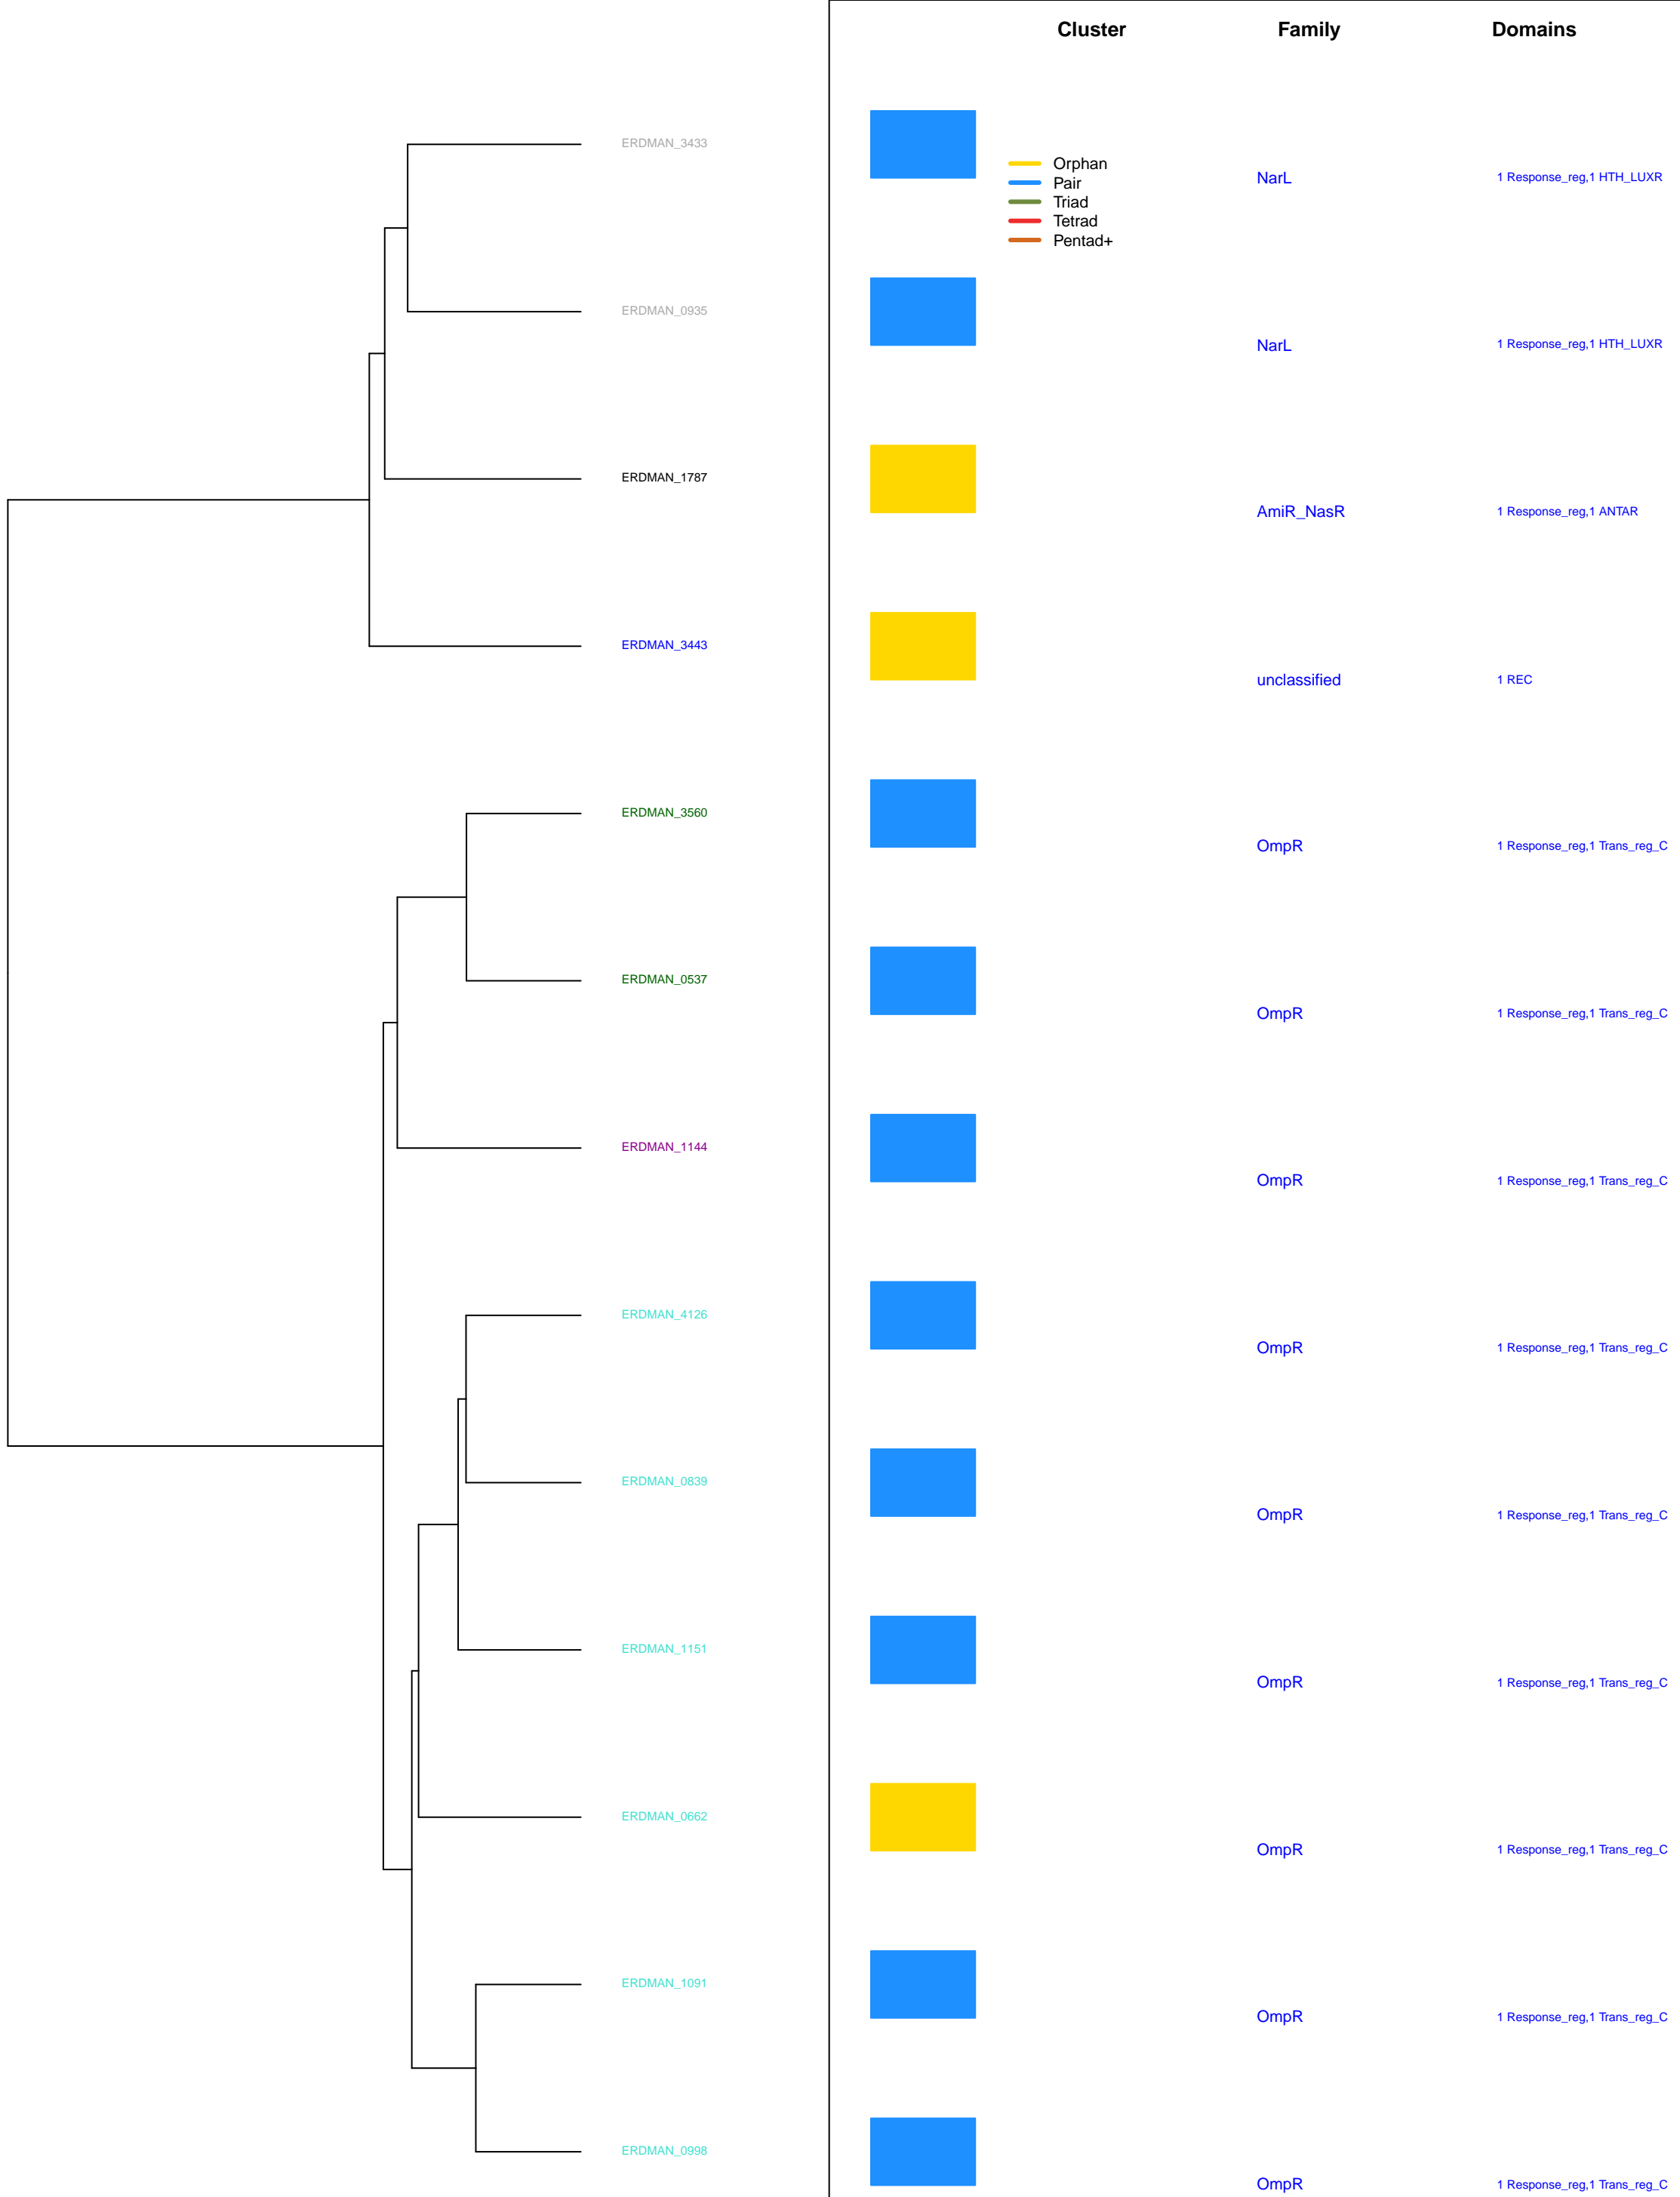 Cluster Family Domains
ERDMAN_3433
Orphan
Pair
NarL 1 Response_reg,1 HTH_LUXR
Triad
Tetrad
Pentad+
ERDMAN_0935
NarL 1 Response_reg,1 HTH_LUXR
ERDMAN_1787
AmiR_NasR 1 Response_reg,1 ANTAR
ERDMAN_3443
unclassified 1 REC
ERDMAN_3560
OmpR 1 Response_reg,1 Trans_reg_C
ERDMAN_0537
OmpR 1 Response_reg,1 Trans_reg_C
ERDMAN_1144
OmpR 1 Response_reg,1 Trans_reg_C
ERDMAN_4126
OmpR 1 Response_reg,1 Trans_reg_C
ERDMAN_0839
OmpR 1 Response_reg,1 Trans_reg_C
ERDMAN_1151
OmpR 1 Response_reg,1 Trans_reg_C
ERDMAN_0662
OmpR 1 Response_reg,1 Trans_reg_C
ERDMAN_1091
OmpR 1 Response_reg,1 Trans_reg_C
ERDMAN_0998
OmpR 1 Response_reg,1 Trans_reg_C